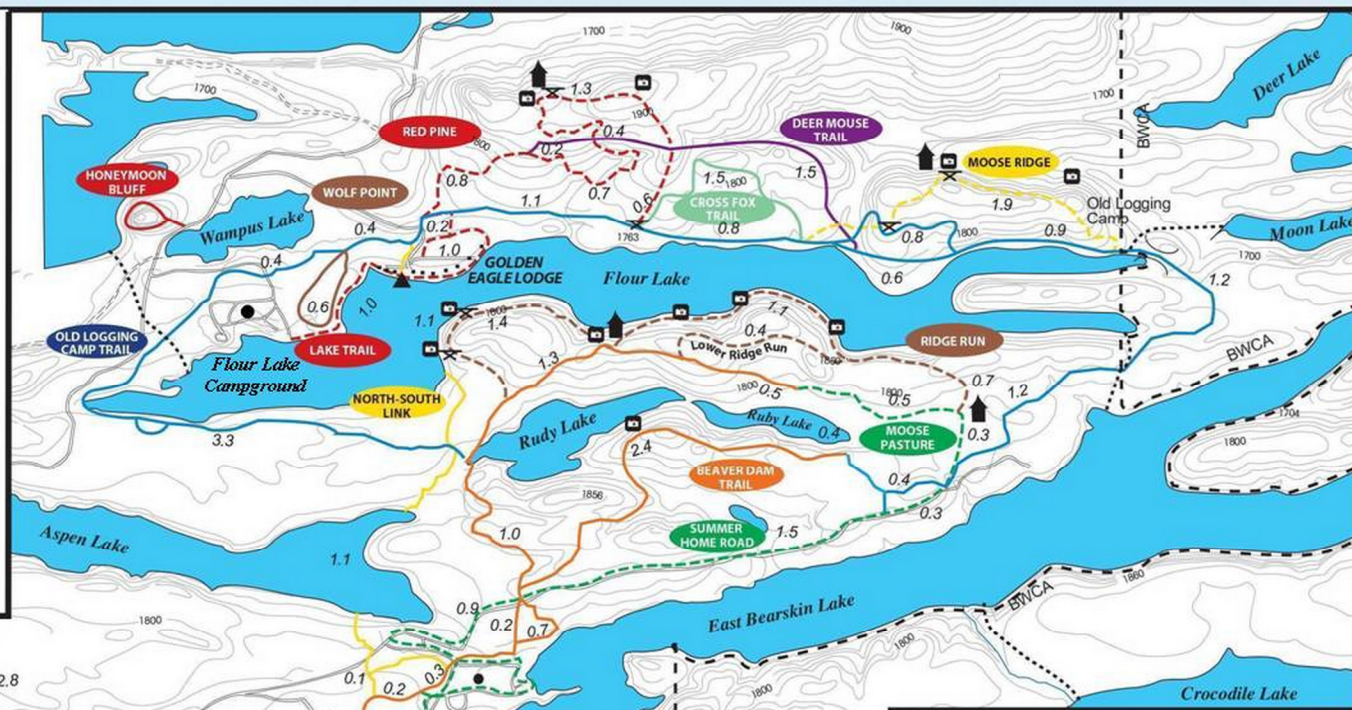 1700
1900
Deer Lake
1.3
1700
1700
BWCA
1900
RED PINE
1800
0.4
DEER MOUSE
TRAIL
0.2
MOOSE RIDGE
HONEYMOON
BLUFF
WOLF POINT
0.8
0.7
0.6
1.5
1800
CROSS FOX
TRAIL
1.5
1.9
Old Logging
Camp
Wampus Lake
0.4
0.2
1.1
1763
0.8
0.8
1800
0.9
Moon Lake
1700
0.4
1.0
GOLDEN
EAGLE LODGE
Flour Lake
0.6
1.2
0.6
1.0
1.1
1800
1.4
1.1
0.4
Lower Ridge Run
RIDGE RUN
BWCA
OLD LOGGING
CAMP TRAIL
LAKE TRAIL
Flour Lake
Campground
1.3
1800
0.5
1800
0.5
0.7
1.2
NORTH-SOUTH
LINK
1704
3.3
Rudy Lake
Ruby Lake
0.4
MOOSE
PASTURE
0.3
1800
2.4
BEAVER DAM
TRAIL
0.4
1856
0.3
Aspen Lake
1.0
SUMMER
HOME ROAD
1.5
1.1
1860
BWCA
1800
0.9
0.2
0.7
East Bearskin Lake
1800
2.8
0.1
0.2
0.3
1800
Crocodile Lake